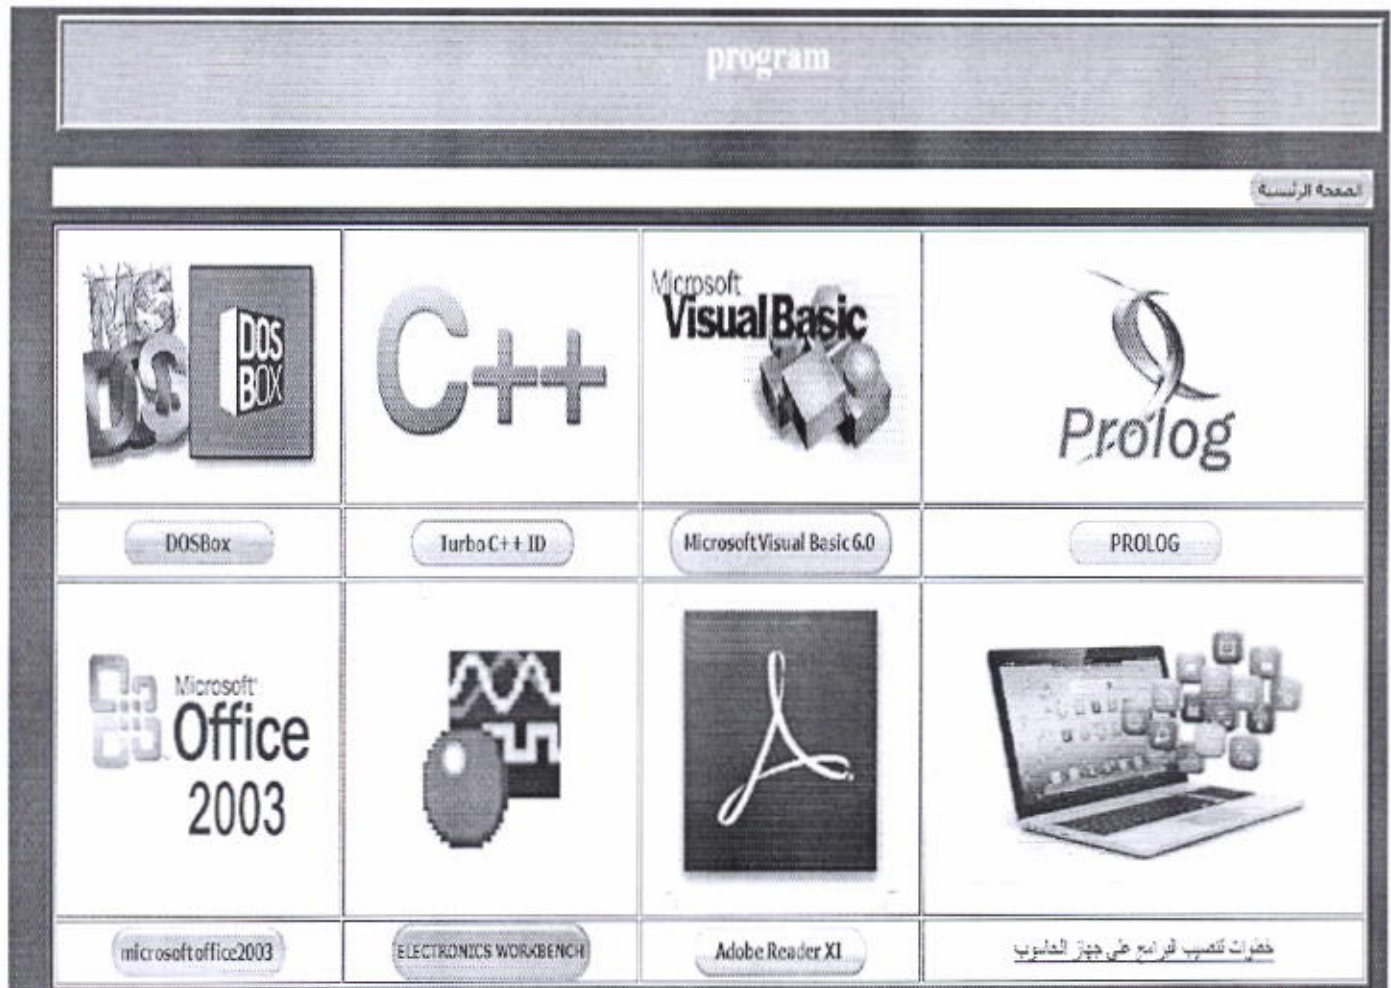 program
الصفحة الرئيسية
DOS
DOS
BOX
C++
Microsoft
Visual Basic
Prolog
DOSBox
Turbo C++ ID
Microsoft Visual Basic 6.0
PROLOG
Microsoft
Office
2003
microsoftoffice2003
ELECTRONICS WORKBENCH
Adobe Reader XI
خطوات تنصيب البرامج على جهاز الحاسوب